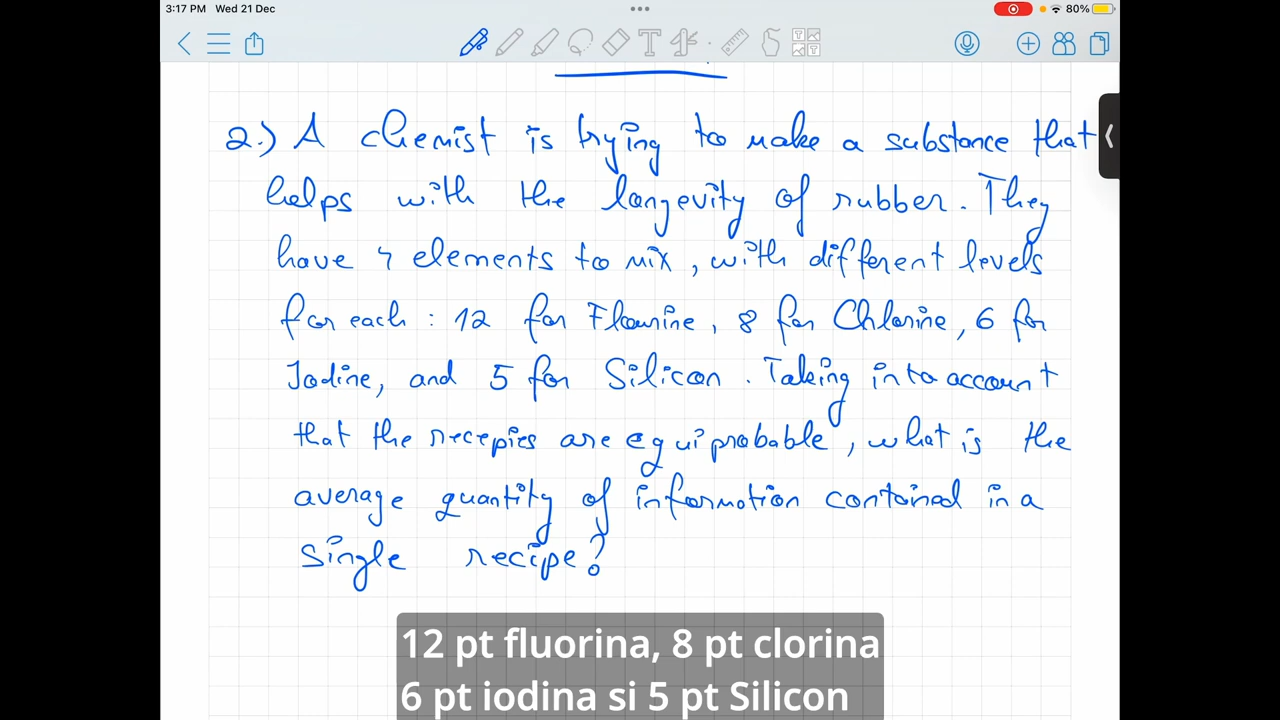 3:17 PM Wed 21 Dec
80%
2.) A chemist is trying to make a substance that
helps with the longevity of rubber. They
have 4 elements to mix, with different levels
for each: 12 for Flourine, 8 for Chlorine, 6 for
Iodine, and 5 for Silicon. Taking into account
that the recepies are equiprobable, what is the
average quantity of information contained in a
single recipe?
12 pt fluorina, 8 pt clorina
6 pt iodina si 5 pt Silicon